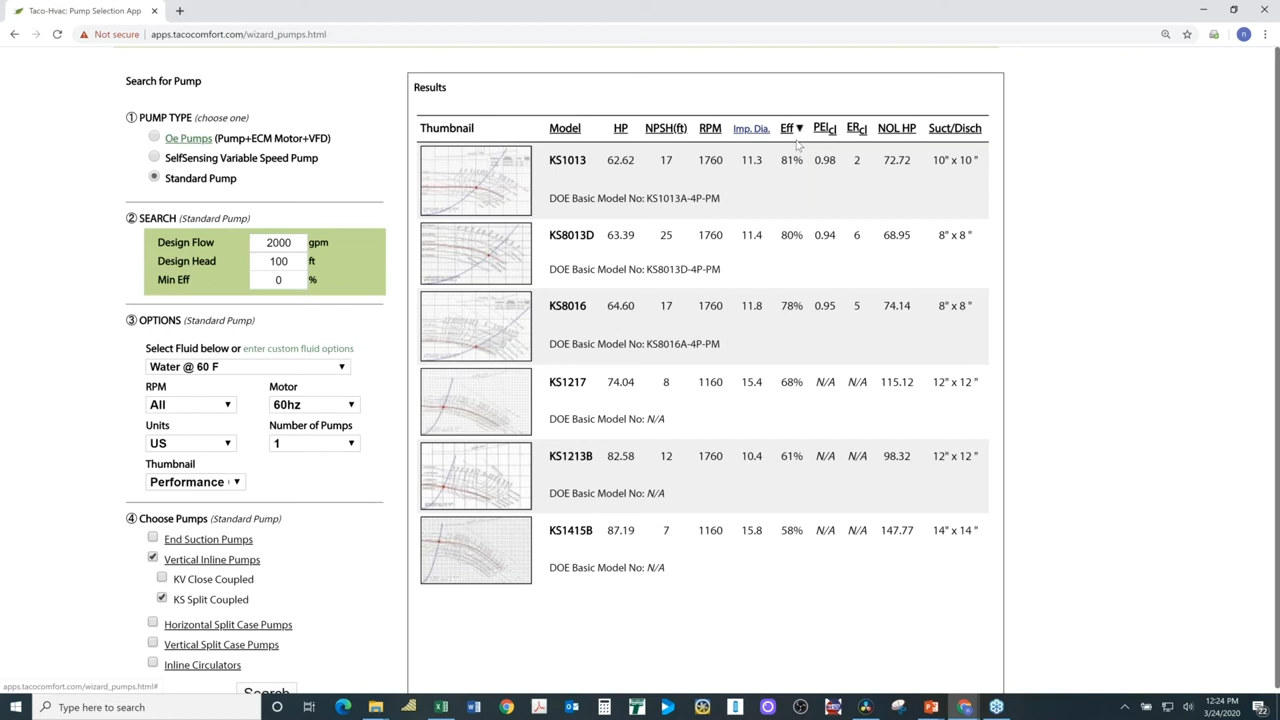 Taco-Hvac: Pump Selection App
Not secure | apps.tacocomfort.com/wizard_pumps.html
n
Search for Pump
① PUMP TYPE (choose one)
Oe Pumps (Pump+ECM Motor+VFD)
SelfSensing Variable Speed Pump
Standard Pump
② SEARCH (Standard Pump)
Design Flow 2000 gpm
Design Head 100 ft
Min Eff 0 %
③ OPTIONS (Standard Pump)
Select Fluid below or enter custom fluid options
Water @ 60 F
RPM Motor
All 60hz
Units Number of Pumps
US 1
Thumbnail
Performance
④ Choose Pumps (Standard Pump)
End Suction Pumps
Vertical Inline Pumps
KV Close Coupled
KS Split Coupled
Horizontal Split Case Pumps
Vertical Split Case Pumps
Inline Circulators
Search
Results
Thumbnail Model HP NPSH(ft) RPM Imp. Dia. Eff ▼ PEIcl ERcl NOL HP Suct/Disch
KS1013 62.62 17 1760 11.3 81% 0.98 2 72.72 10" x 10 "
DOE Basic Model No: KS1013A-4P-PM
KS8013D 63.39 25 1760 11.4 80% 0.94 6 68.95 8" x 8 "
DOE Basic Model No: KS8013D-4P-PM
KS8016 64.60 17 1760 11.8 78% 0.95 5 74.14 8" x 8 "
DOE Basic Model No: KS8016A-4P-PM
KS1217 74.04 8 1160 15.4 68% N/A N/A 115.12 12" x 12 "
DOE Basic Model No: N/A
KS1213B 82.58 12 1760 10.4 61% N/A N/A 98.32 12" x 12 "
DOE Basic Model No: N/A
KS1415B 87.19 7 1160 15.8 58% N/A N/A 147.77 14" x 14 "
DOE Basic Model No: N/A
apps.tacocomfort.com/wizard_pumps.html#
Type here to search
12:24 PM
3/24/2020
22